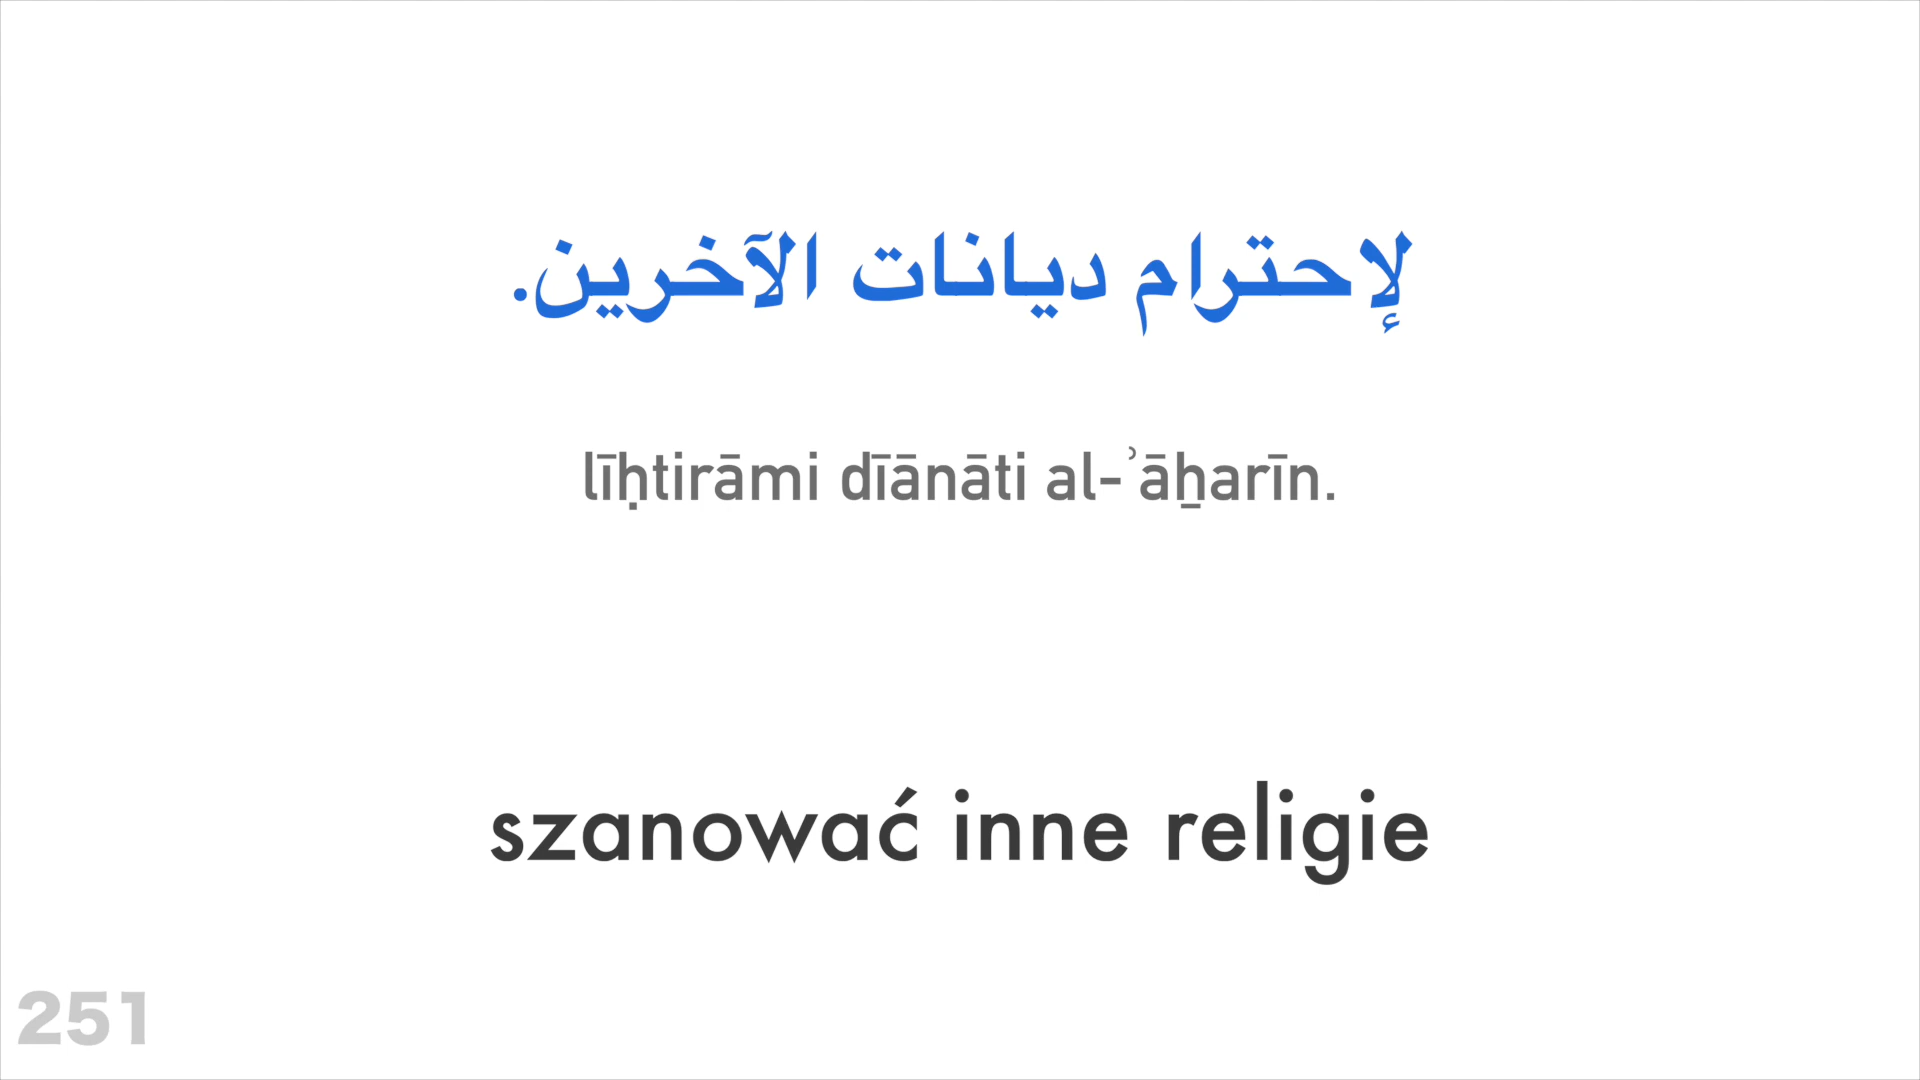 لإحترام ديانات الآخرين.
līḥtirāmi dīānāti al-ʾāẖarīn.
szanować inne religie
251